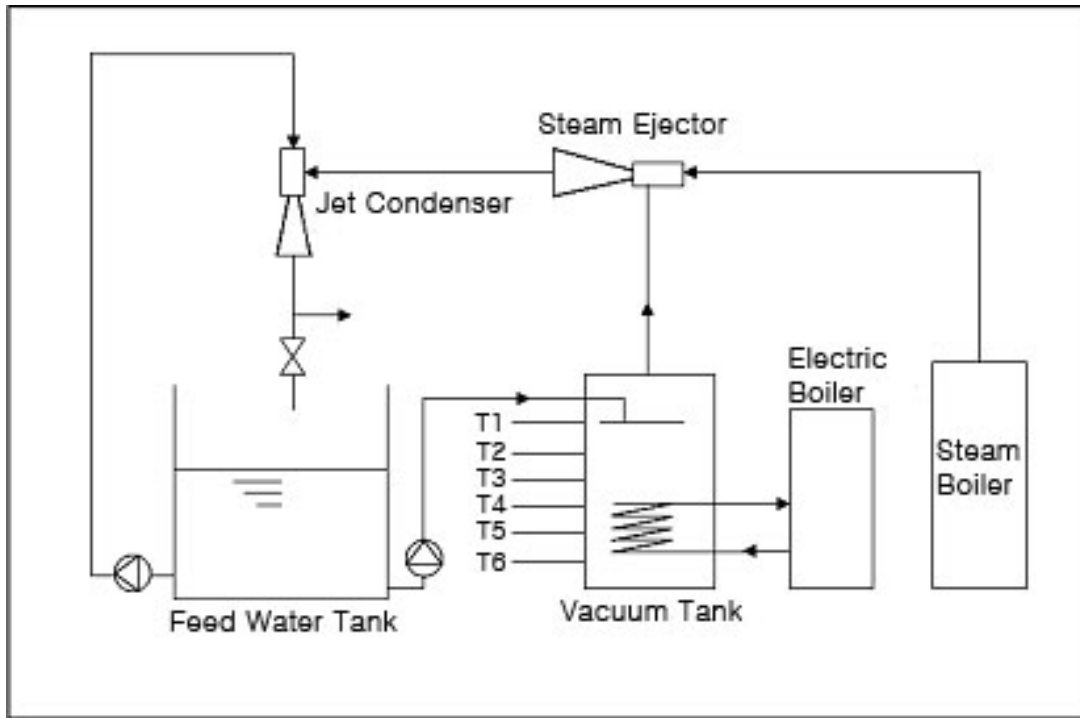 Steam Ejector
Jet Condenser
Electric
Boiler
T1
T2
T3
T4
T5
T6
Steam
Boiler
Feed Water Tank
Vacuum Tank